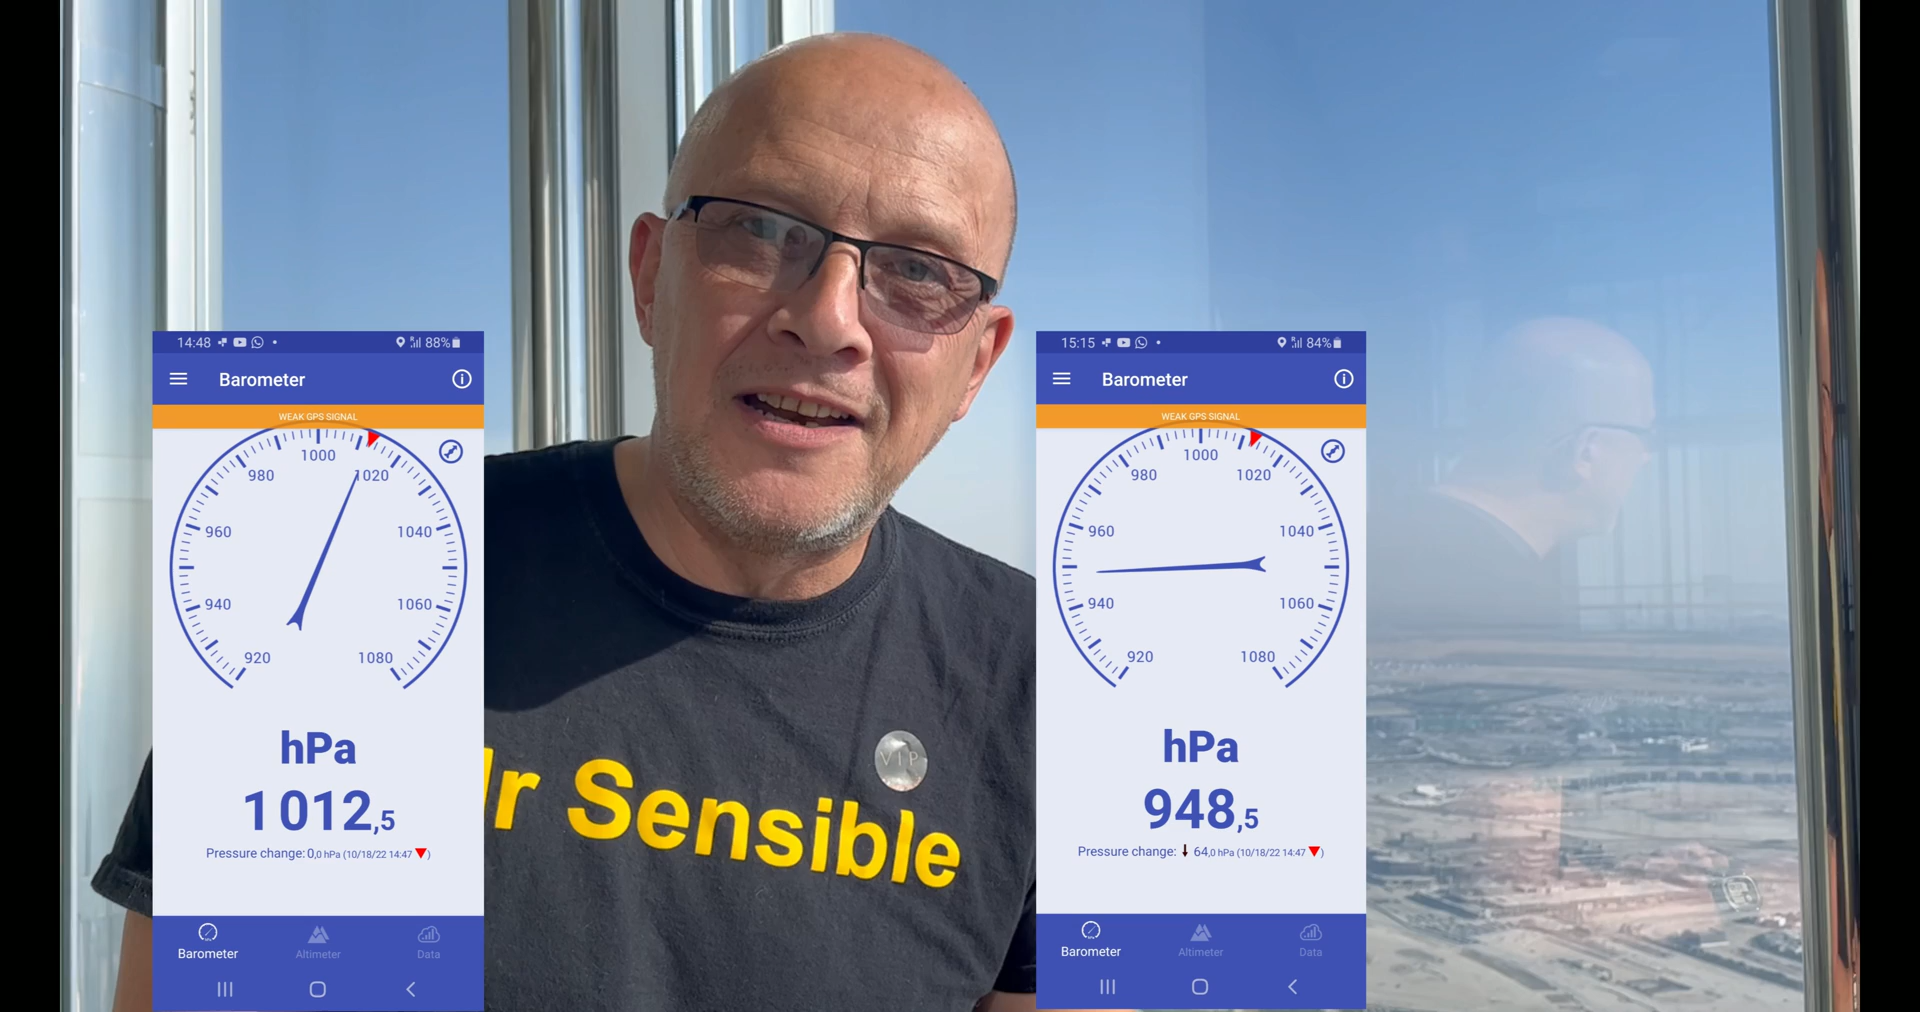 14:48
88%
Barometer
WEAK GPS SIGNAL
1000
980
1020
960
1040
940
1060
920
1080
hPa
1012,5
Pressure change: 0,0 hPa (10/18/22 14:47 ▼)
Barometer
Altimeter
Data
VIP
r Sensible
15:15
84%
Barometer
WEAK GPS SIGNAL
1000
980
1020
960
1040
940
1060
920
1080
hPa
948,5
Pressure change: ↓ 64,0 hPa (10/18/22 14:47 ▼)
Barometer
Altimeter
Data